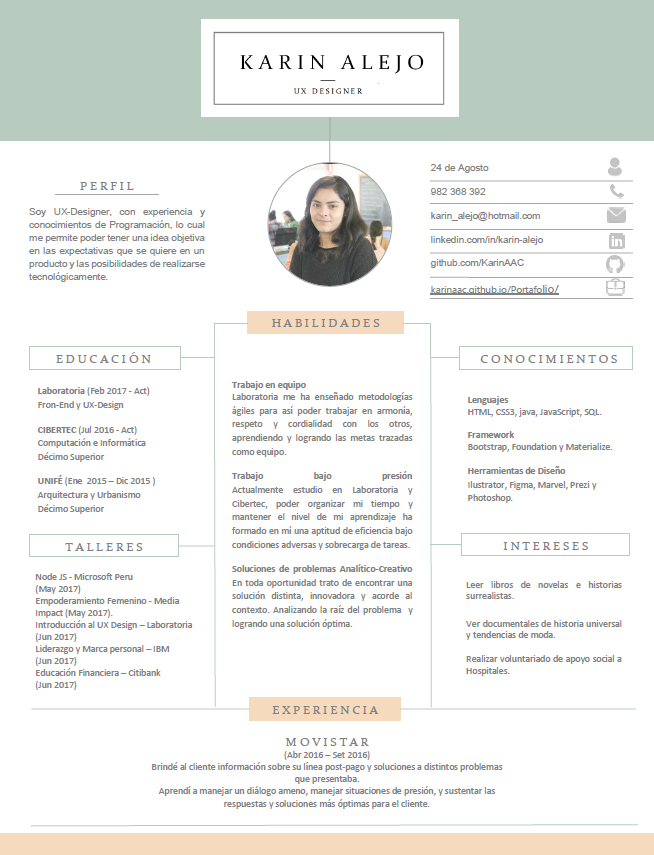 KARIN ALEJO
UX DESIGNER
PERFIL
Soy UX-Designer, con experiencia y
conocimientos de Programación, lo cual
me permite poder tener una idea objetiva
en las expectativas que se quiere en un
producto y las posibilidades de realizarse
tecnológicamente.
24 de Agosto
982 368 392
karin_alejo@hotmail.com
linkedin.com/in/karin-alejo
github.com/KarinAAC
karinaac.github.io/Portafolio/
HABILIDADES
EDUCACIÓN
Laboratoria (Feb 2017 - Act)
Fron-End y UX-Design
CIBERTEC (Jul 2016 - Act)
Computación e Informática
Décimo Superior
UNIFÉ (Ene 2015 – Dic 2015 )
Arquitectura y Urbanismo
Décimo Superior
TALLERES
Node JS - Microsoft Peru
(May 2017)
Empoderamiento Femenino - Media
Impact (May 2017).
Introducción al UX Design – Laboratoria
(Jun 2017)
Liderazgo y Marca personal – IBM
(Jun 2017)
Educación Financiera – Citibank
(Jun 2017)
Trabajo en equipo
Laboratoria me ha enseñado metodologías
ágiles para así poder trabajar en armonía,
respeto y cordialidad con los otros,
aprendiendo y logrando las metas trazadas
como equipo.
Trabajo bajo presión
Actualmente estudio en Laboratoria y
Cibertec, poder organizar mi tiempo y
mantener el nivel de mi aprendizaje ha
formado en mí una aptitud de eficiencia bajo
condiciones adversas y sobrecarga de tareas.
Soluciones de problemas Analítico-Creativo
En toda oportunidad trato de encontrar una
solución distinta, innovadora y acorde al
contexto. Analizando la raíz del problema y
logrando una solución óptima.
CONOCIMIENTOS
Lenguajes
HTML, CSS3, java, JavaScript, SQL.
Framework
Bootstrap, Foundation y Materialize.
Herramientas de Diseño
Ilustrator, Figma, Marvel, Prezi y
Photoshop.
INTERESES
Leer libros de novelas e historias
surrealistas.
Ver documentales de historia universal
y tendencias de moda.
Realizar voluntariado de apoyo social a
Hospitales.
EXPERIENCIA
MOVISTAR
(Abr 2016 – Set 2016)
Brindé al cliente información sobre su línea post-pago y soluciones a distintos problemas
que presentaba.
Aprendí a manejar un diálogo ameno, manejar situaciones de presión, y sustentar las
respuestas y soluciones más óptimas para el cliente.